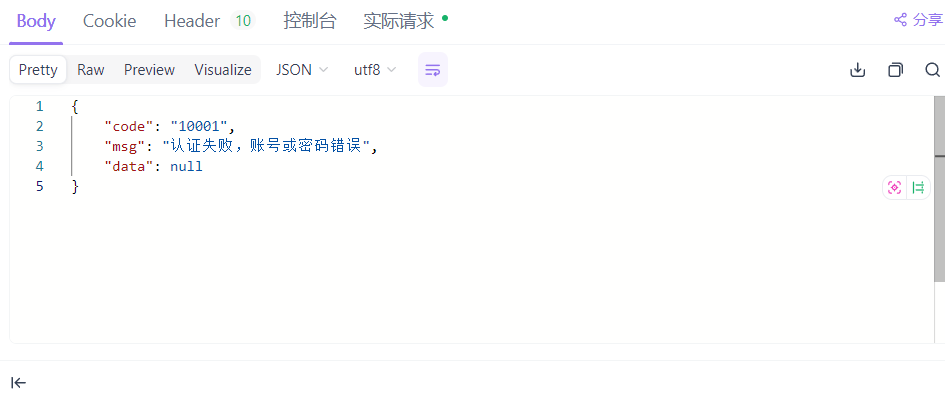 Body Cookie Header 10 控制台 实际请求 分享
Pretty Raw Preview Visualize JSON utf8
1 {
2 "code": "10001",
3 "msg": "认证失败，账号或密码错误",
4 "data": null
5 }